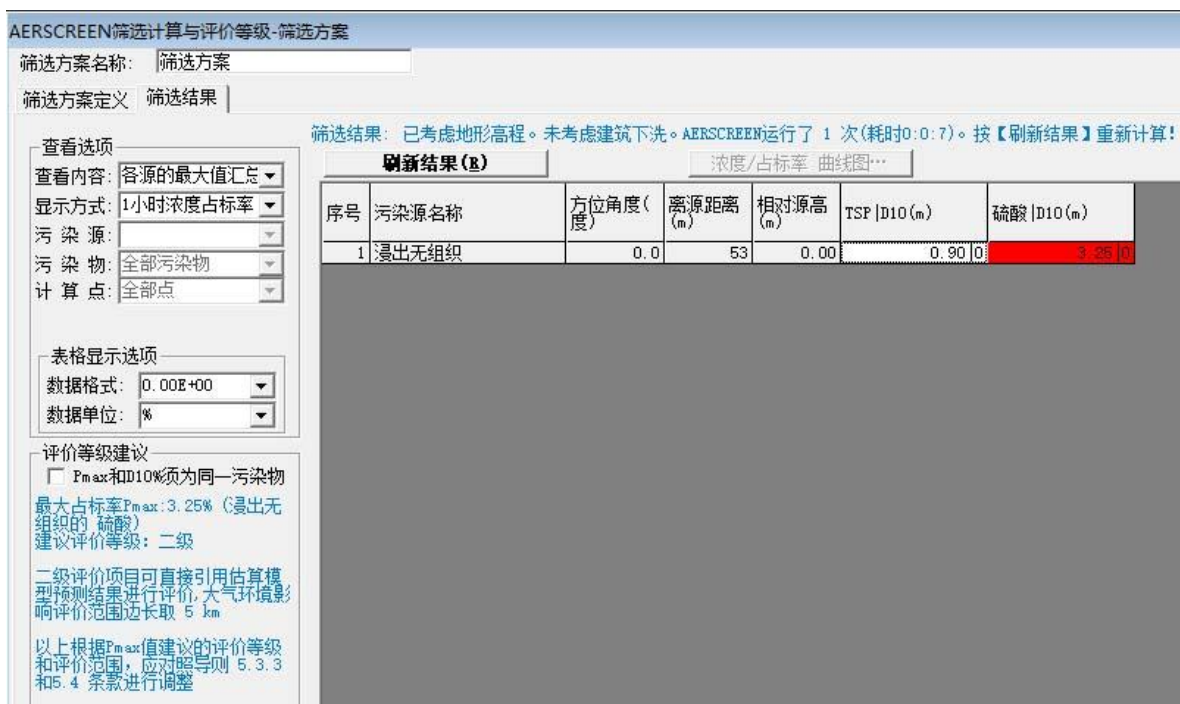 AERSCREEN筛选计算与评价等级-筛选方案
筛选方案名称: 筛选方案
筛选方案定义 筛选结果
筛选结果: 已考虑地形高程。未考虑建筑下洗。AERSCREEN运行了 1 次(耗时0:0:7)。按【刷新结果】重新计算!
查看选项
查看内容: 各源的最大值汇总
显示方式: 1小时浓度占标率
污 染 源:
污 染 物: 全部污染物
计 算 点: 全部点
表格显示选项
数据格式: 0.00E+00
数据单位: %
评价等级建议
Pmax和D10%须为同一污染物
最大占标率Pmax:3.25% (浸出无
组织的 硫酸)
建议评价等级: 二级
二级评价项目可直接引用估算模
型预测结果进行评价,大气环境影
响评价范围边长取 5 km
以上根据Pmax值建议的评价等级
和评价范围,应对照导则 5.3.3
和5.4 条款进行调整
刷新结果(R) 浓度/占标率 曲线图…
序号 污染源名称 方位角度(度) 离源距离(m) 相对源高(m) TSP|D10(m) 硫酸|D10(m)
1 浸出无组织 0.0 53 0.00 0.90|0 3.25|0